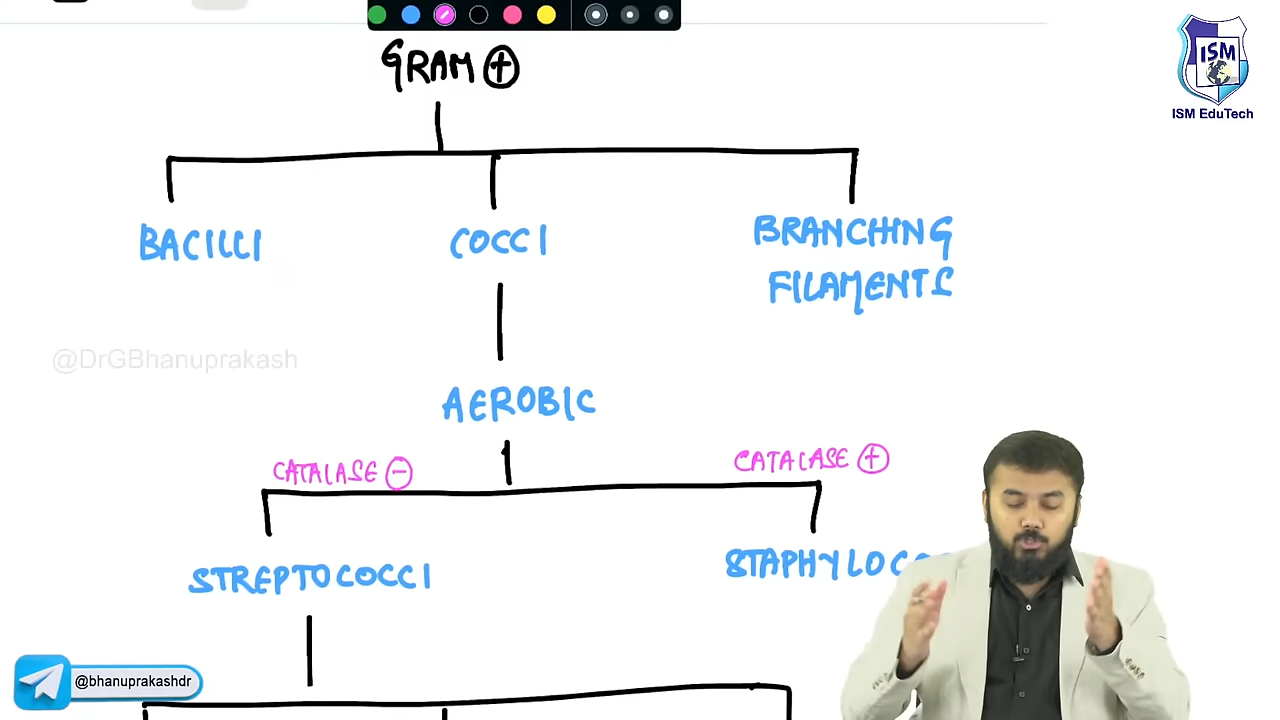 GRAM +
ISM
ISM EduTech
BACILLI
COCCI
BRANCHING
FILAMENTS
@DrGBhanuprakash
AEROBIC
CATALASE -
CATALASE +
STREPTOCOCCI
@bhanuprakashdr